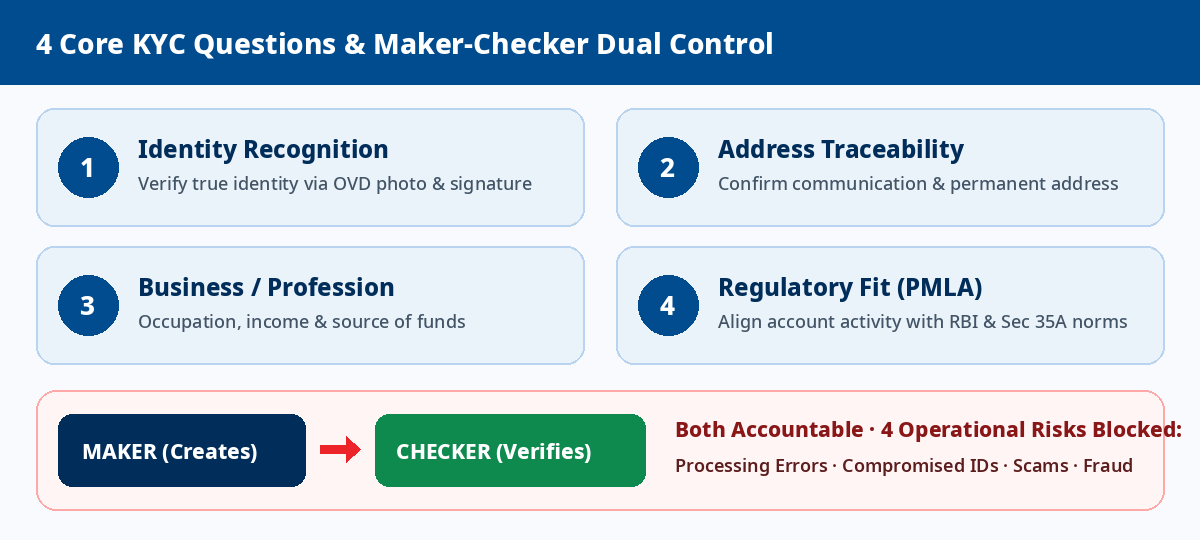 4 Core KYC Questions & Maker-Checker Dual Control
1
Identity Recognition
Verify true identity via OVD photo & signature
2
Address Traceability
Confirm communication & permanent address
3
Business / Profession
Occupation, income & source of funds
4
Regulatory Fit (PMLA)
Align account activity with RBI & Sec 35A norms
MAKER (Creates)
CHECKER (Verifies)
Both Accountable · 4 Operational Risks Blocked:
Processing Errors · Compromised IDs · Scams · Fraud